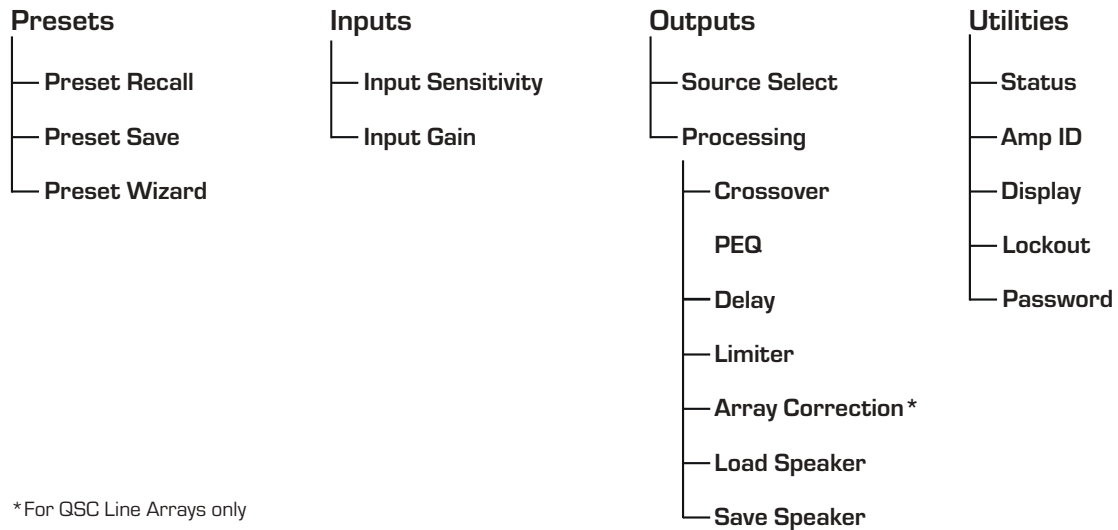 Presets
Preset Recall
Preset Save
Preset Wizard
Inputs
Input Sensitivity
Input Gain
Outputs
Source Select
Processing
Crossover
PEQ
Delay
Limiter
Array Correction*
Load Speaker
Save Speaker
Utilities
Status
Amp ID
Display
Lockout
Password
*For QSC Line Arrays only